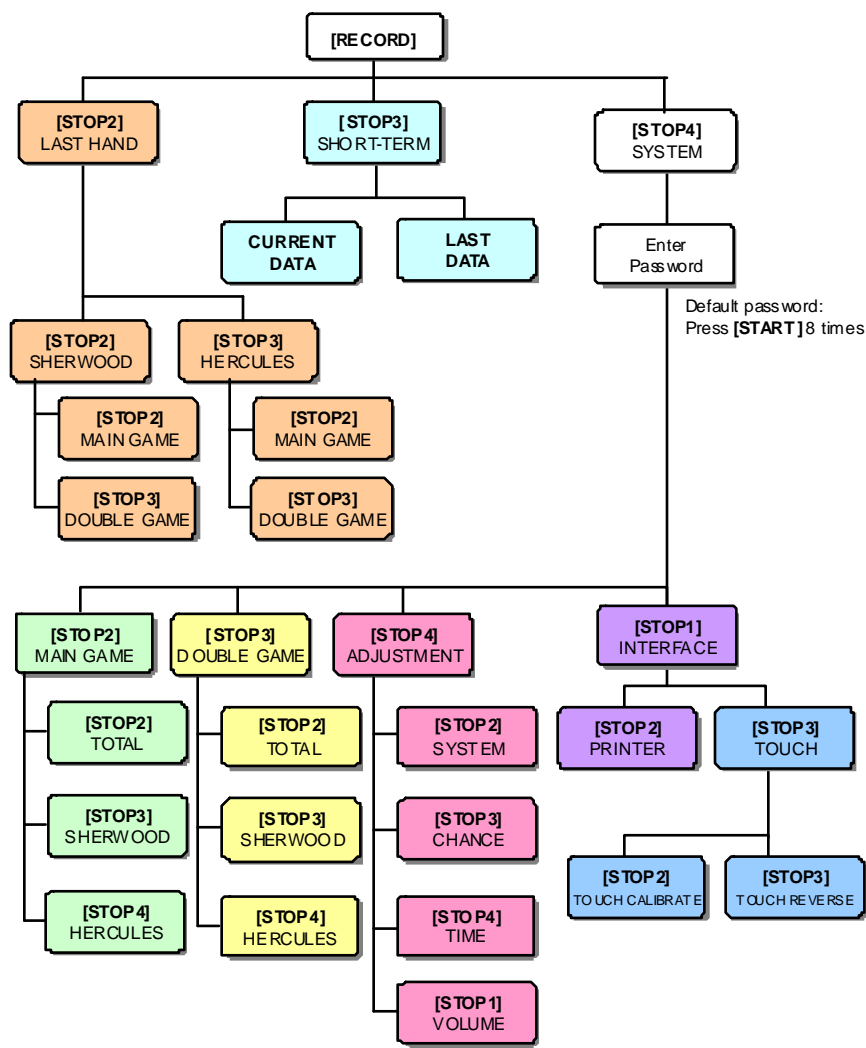 [RECORD]
[STOP2]
LAST HAND
[STOP3]
SHORT-TERM
[STOP4]
SYSTEM
CURRENT
DATA
LAST
DATA
Enter
Password
Default password:
Press [START] 8 times
[STOP2]
SHERWOOD
[STOP3]
HERCULES
[STOP2]
MAIN GAME
[STOP3]
DOUBLE GAME
[STOP2]
MAIN GAME
[STOP3]
DOUBLE GAME
[STOP2]
MAIN GAME
[STOP3]
DOUBLE GAME
[STOP4]
ADJUSTMENT
[STOP1]
INTERFACE
[STOP2]
TOTAL
[STOP3]
SHERWOOD
[STOP4]
HERCULES
[STOP2]
TOTAL
[STOP3]
SHERWOOD
[STOP4]
HERCULES
[STOP2]
SYSTEM
[STOP3]
CHANCE
[STOP4]
TIME
[STOP1]
VOLUME
[STOP2]
PRINTER
[STOP3]
TOUCH
[STOP2]
TOUCH CALIBRATE
[STOP3]
TOUCH REVERSE